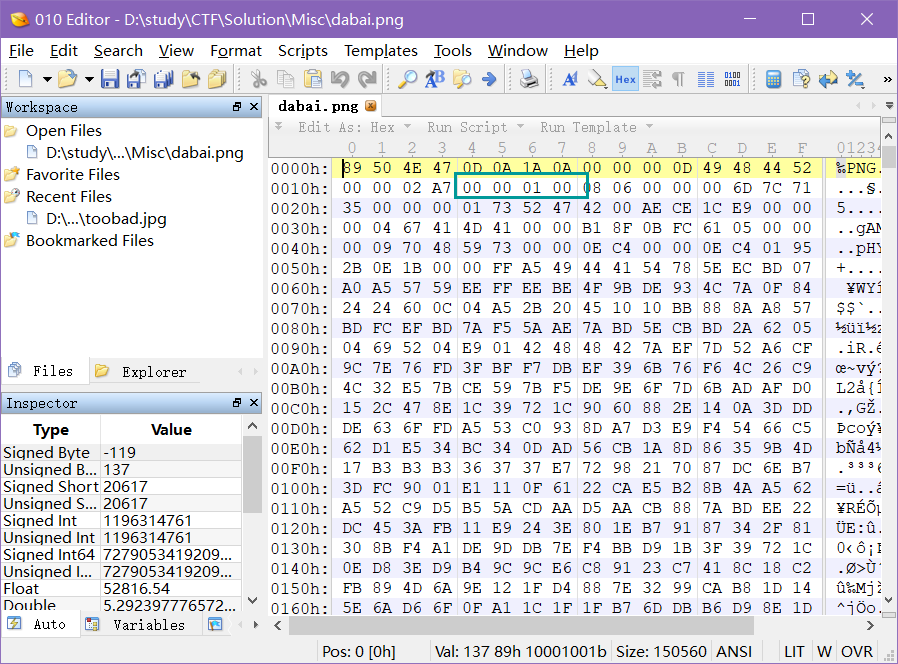 010 Editor - D:\study\CTF\Solution\Misc\dabai.png
File Edit Search View Format Scripts Templates Tools Window Help
Workspace
Open Files
D:\study\...\Misc\dabai.png
Favorite Files
Recent Files
D:\...\toobad.jpg
Bookmarked Files
Files Explorer
Inspector
Type Value
Signed Byte -119
Unsigned B... 137
Signed Short 20617
Unsigned S... 20617
Signed Int 1196314761
Unsigned Int 1196314761
Signed Int64 7279053419209...
Unsigned I... 7279053419209...
Float 52816.54
Double 5.292397776572...
Auto Variables
dabai.png
Edit As: Hex Run Script Run Template
0 1 2 3 4 5 6 7 8 9 A B C D E F 01234
0000h: 89 50 4E 47 0D 0A 1A 0A 00 00 00 0D 49 48 44 52 ‰PNG...
0010h: 00 00 02 A7 00 00 01 00 08 06 00 00 00 6D 7C 71 ...§.
0020h: 35 00 00 00 01 73 52 47 42 00 AE CE 1C E9 00 00 5....
0030h: 00 04 67 41 4D 41 00 00 B1 8F 0B FC 61 05 00 00 ..gAM
0040h: 00 09 70 48 59 73 00 00 0E C4 00 00 0E C4 01 95 ..pHY
0050h: 2B 0E 1B 00 00 FF A5 49 44 41 54 78 5E EC BD 07 +....
0060h: A0 A5 57 59 EE FF EE BE 4F 9B DE 93 4C 7A 0F 84 ¥WYî
0070h: 24 24 60 0C 04 A5 2B 20 45 10 10 BB 88 8A A8 57 $$`..
0080h: BD FC EF BD 7A AF 5 5A AE 7A BD 5E CB BD 2A 62 05 ½üï½z
0090h: 04 69 52 04 E9 01 42 48 48 42 7A EF 7D 52 A6 CF .iR.é
00A0h: 9C 7E 76 FD 3F BF F7 DB EF 39 6B 76 F6 4C 26 C9 œ~vý?
00B0h: 4C 32 E5 7B CE 59 7B F5 DE 9E 6F 7D 6B AD AF D0 L2å{Î
00C0h: 15 2C 47 8E 1C 39 72 1C 90 60 88 2E 14 0A 3D DD .,GŽ.
00D0h: DE 63 6F FD A5 53 C0 93 8D A7 D3 E9 F4 54 66 C5 Þcoý¥
00E0h: 62 D1 E5 34 BC 34 0D AD 56 CB 1A 8D 86 35 9B 4D bÑå4¼
00F0h: 17 B3 B3 B3 36 37 37 E7 72 98 21 70 87 DC 6E B7 .³³³6
0100h: 3D FC 90 01 E1 11 0F 61 22 CA E5 B2 8B 4A A5 62 =ü..á
0110h: A5 52 C9 D5 B5 5A CD AA D5 AA CB 88 7A BD EE 22 ¥RÉÕµ
0120h: DC 45 3A FB 11 E9 24 3E 80 1E B7 91 87 34 2F 81 ÜE:û.
0130h: 30 8B F4 A1 DE 9D DB 7E F4 BB D9 1B 3F 39 72 1C 0‹ô¡Þ
0140h: 0E D8 3E D9 B4 9C 9C E6 C8 91 23 C7 41 8C 18 C2 .Ø>Ù´
0150h: FB 89 4D 6A 9E 12 1F D4 88 7E 32 99 CA B8 1D 14 û‰Mjž
0160h: 5E 6A D6 6F 0F A1 1C 1F 1F B7 6D DB B6 D9 8E 1D ^jÖo.
Pos: 0 [0h] Val: 137 89h 10001001b Size: 150560 ANSI LIT W OVR